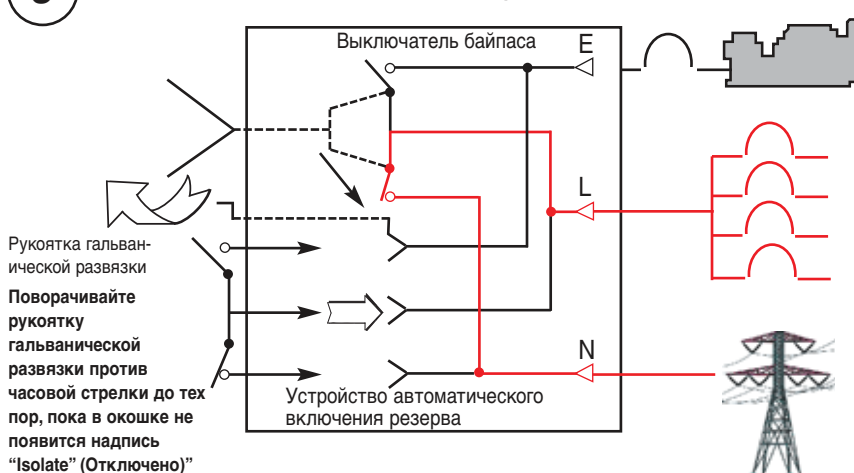 Выключатель байпаса
E
L
Рукоятка гальван-
ической развязки
Поворачивайте
рукоятку
гальванической
развязки против
часовой стрелки до тех
пор, пока в окошке не
появится надпись
“Isolate” (Отключено)”
N
Устройство автоматического
включения резерва